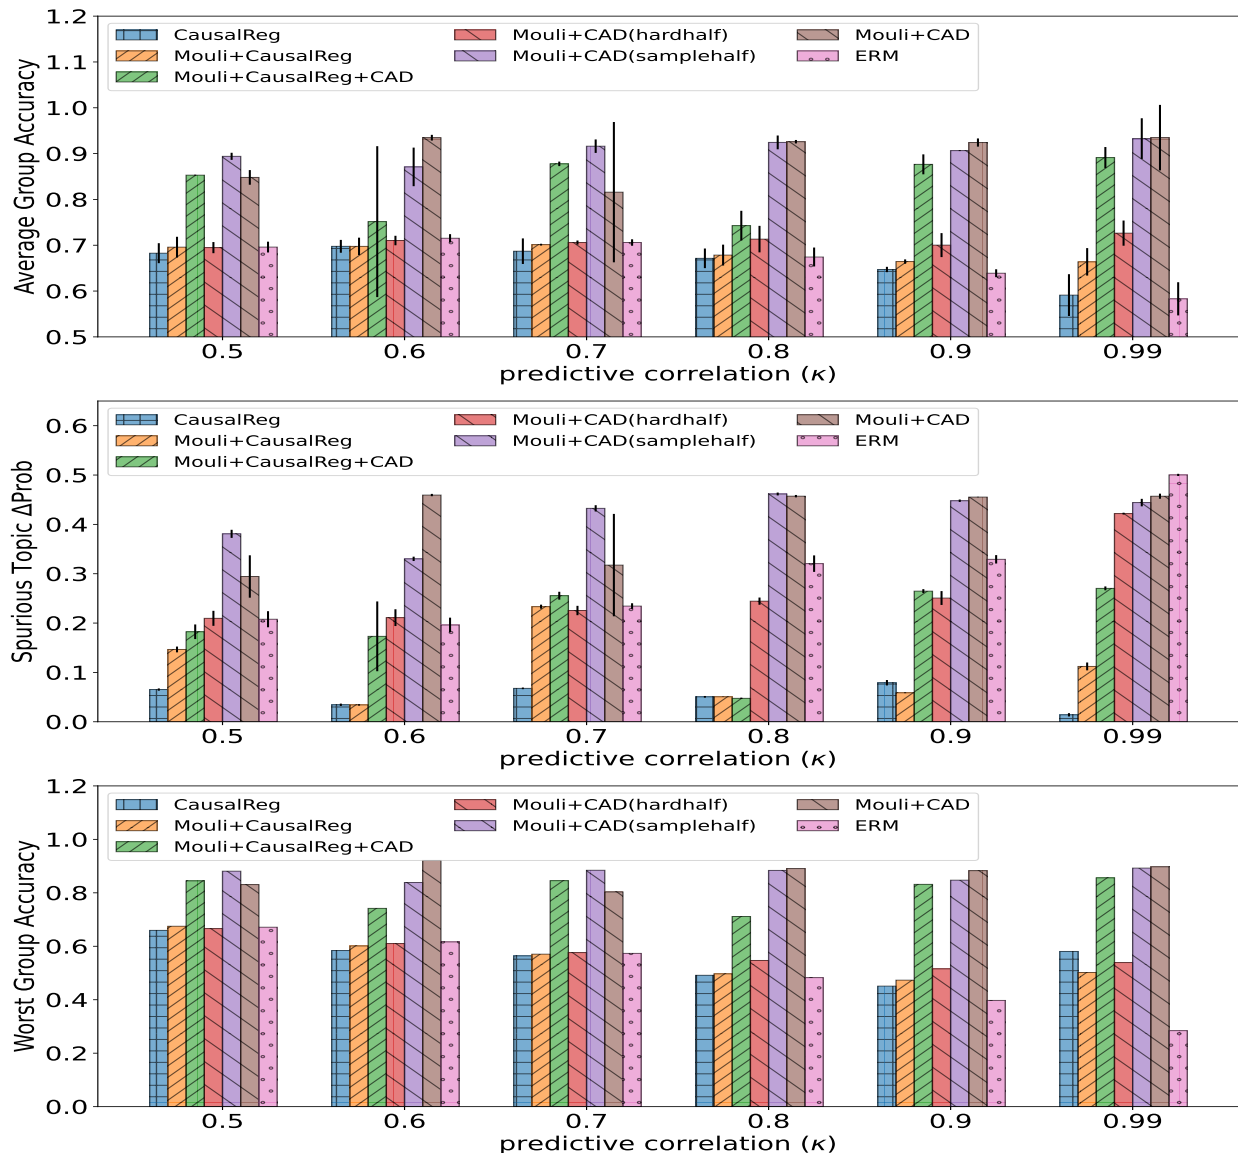 Average Group Accuracy
1.2
1.1
1.0
0.9
0.8
0.7
0.6
0.5
CausalReg
Mouli+CausalReg
Mouli+CausalReg+CAD
Mouli+CAD(hardhalf)
Mouli+CAD(samplehalf)
Mouli+CAD
ERM
0.5 0.6 0.7 0.8 0.9 0.99
predictive correlation (κ)
Spurious Topic ΔProb
0.6
0.5
0.4
0.3
0.2
0.1
0.0
CausalReg
Mouli+CausalReg
Mouli+CausalReg+CAD
Mouli+CAD(hardhalf)
Mouli+CAD(samplehalf)
Mouli+CAD
ERM
0.5 0.6 0.7 0.8 0.9 0.99
predictive correlation (κ)
Worst Group Accuracy
1.2
1.0
0.8
0.6
0.4
0.2
0.0
CausalReg
Mouli+CausalReg
Mouli+CausalReg+CAD
Mouli+CAD(hardhalf)
Mouli+CAD(samplehalf)
Mouli+CAD
ERM
0.5 0.6 0.7 0.8 0.9 0.99
predictive correlation (κ)